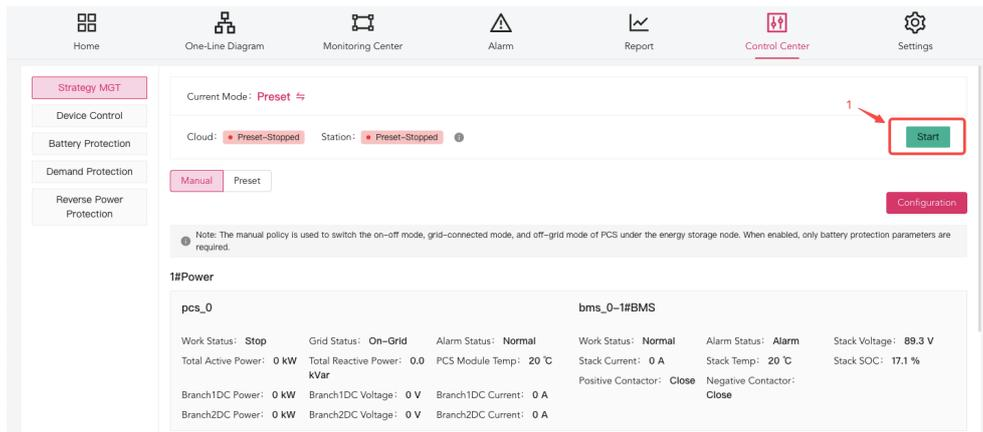 Home
One-Line Diagram
Monitoring Center
Alarm
Report
Control Center
Settings
Strategy MGT
Device Control
Battery Protection
Demand Protection
Reverse Power
Protection
Current Mode: Preset
1
Cloud: Preset-Stopped Station: Preset-Stopped
Start
Manual Preset
Configuration
Note: The manual policy is used to switch the on-off mode, grid-connected mode, and off-grid mode of PCS under the energy storage node. When enabled, only battery protection parameters are
required.
1#Power
pcs_0
Work Status: Stop Grid Status: On-Grid Alarm Status: Normal
Total Active Power: 0 kW Total Reactive Power: 0.0 PCS Module Temp: 20 ℃
kVar
Branch1DC Power: 0 kW Branch1DC Voltage: 0 V Branch1DC Current: 0 A
Branch2DC Power: 0 kW Branch2DC Voltage: 0 V Branch2DC Current: 0 A
bms_0-1#BMS
Work Status: Normal Alarm Status: Alarm Stack Voltage: 89.3 V
Stack Current: 0 A Stack Temp: 20 ℃ Stack SOC: 17.1 %
Positive Contactor: Close Negative Contactor:
Close